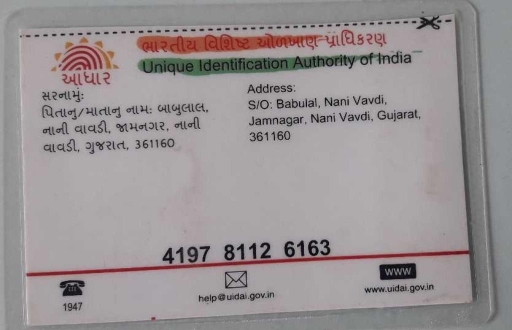 ભારતીય વિશિષ્ટ ઓળખાણ પ્રાધિકરણ
Unique Identification Authority of India
આધાર
સરનામું:
પિતાનું/માતાનું નામ: બાબુલાલ,
નાની વાવડી, જામનગર, નાની
વાવડી, ગુજરાત, 361160
Address:
S/O: Babulal, Nani Vavdi,
Jamnagar, Nani Vavdi, Gujarat,
361160
4197 8112 6163
1947
help@uidai.gov.in
www
www.uidai.gov.in